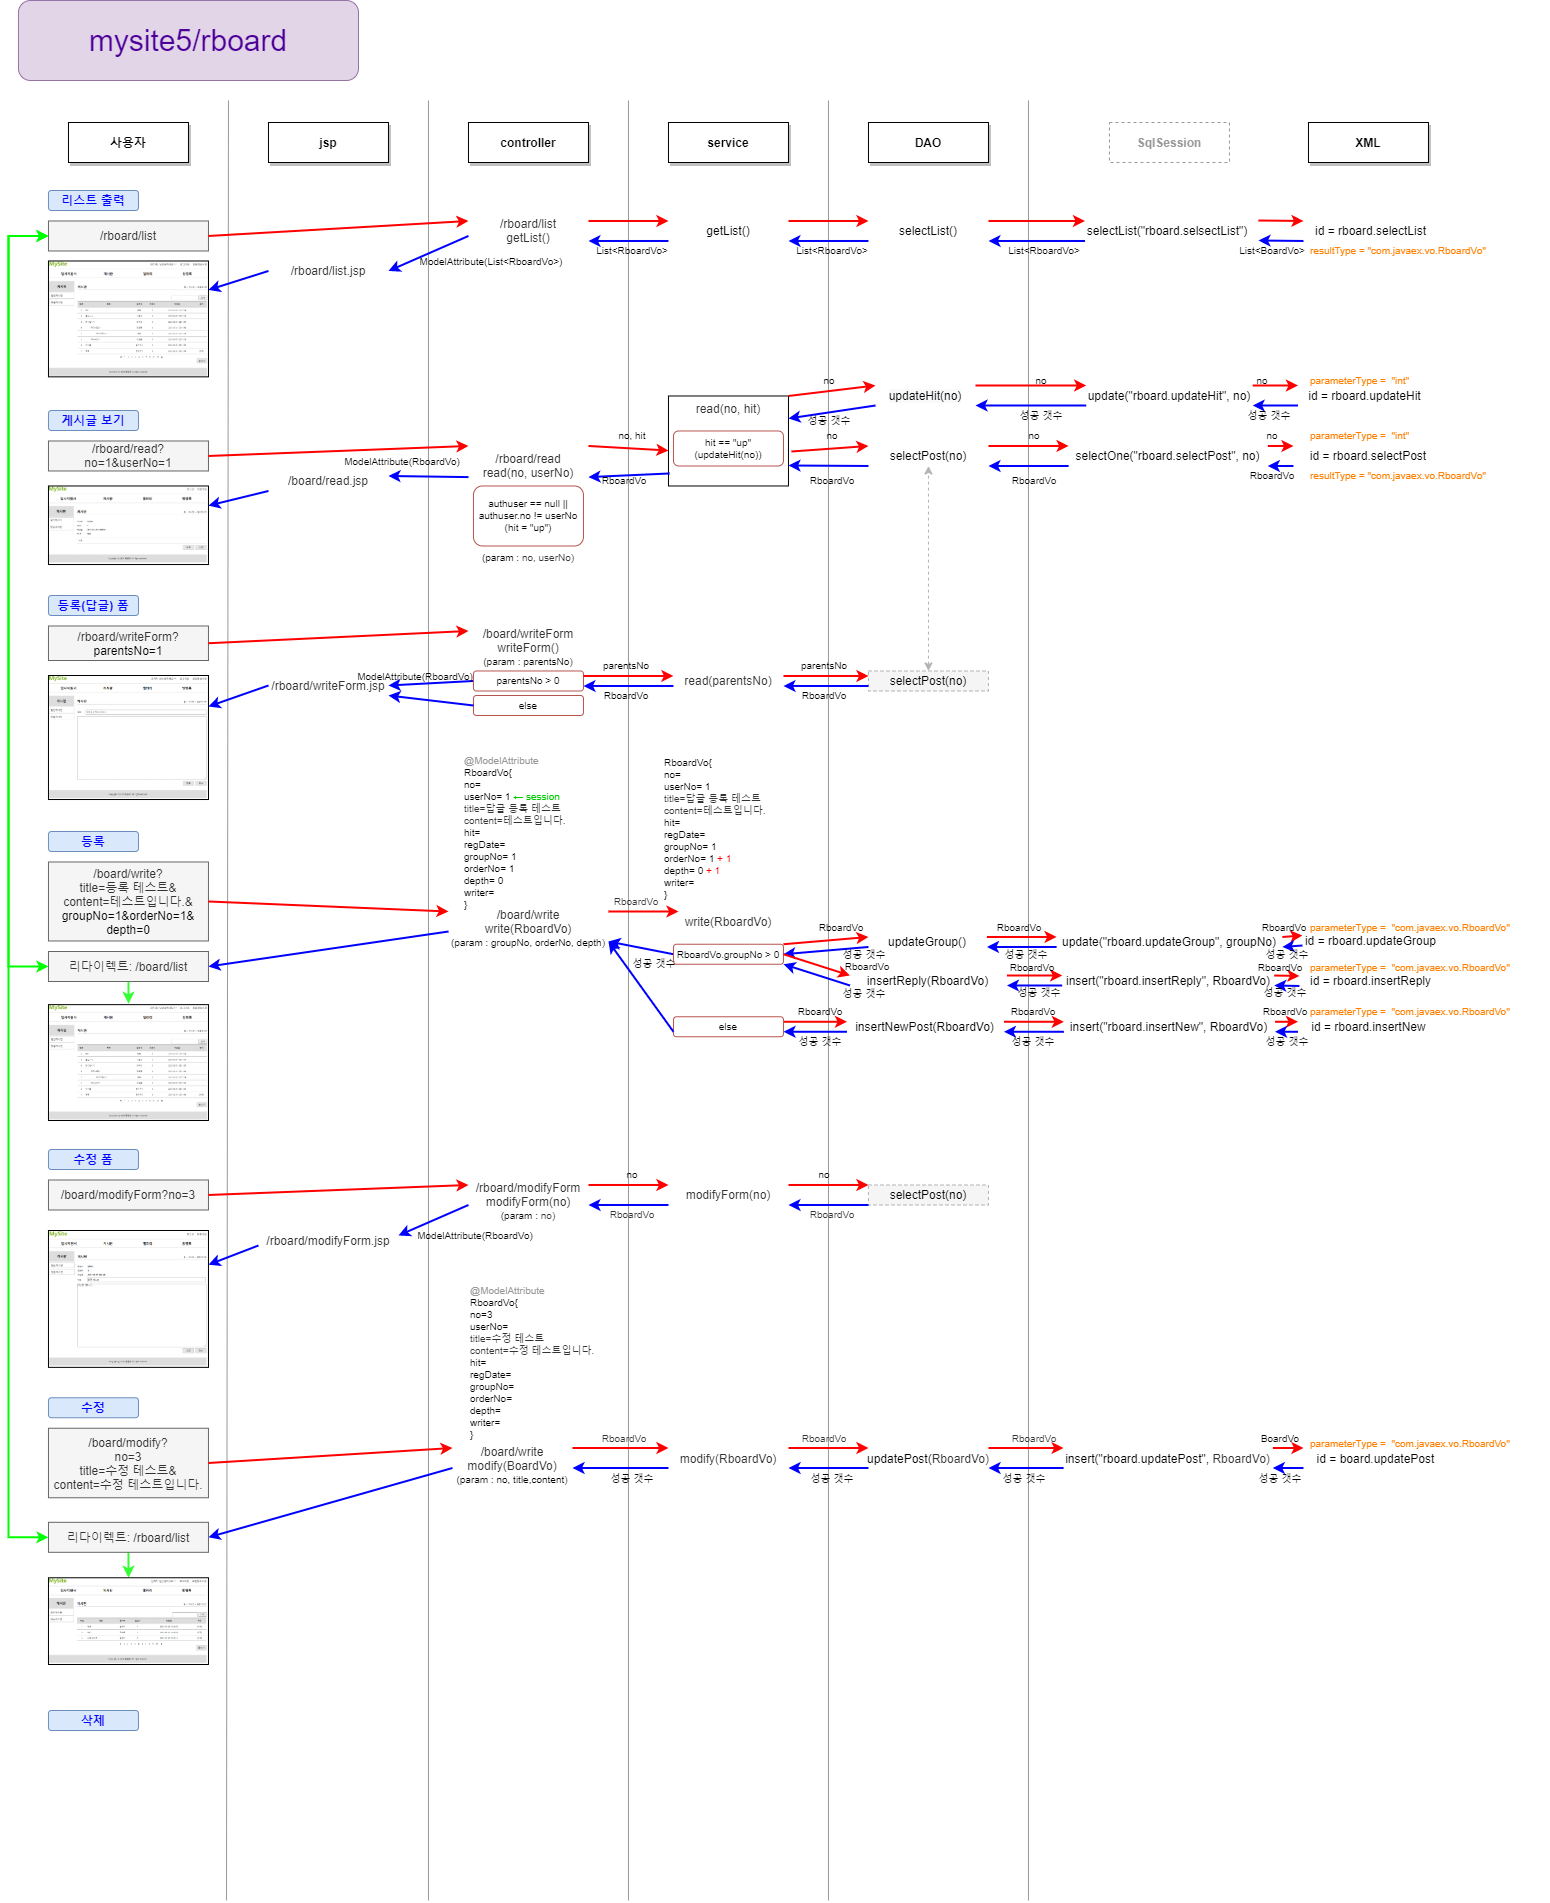 mysite5/rboard
사용자
jsp
controller
service
DAO
SqlSession
XML
리스트 출력
/rboard/list
/rboard/list
getList()
getList()
selectList()
selectList("rboard.selsectList")
id = rboard.selectList
ModelAttribute(List<RboardVo>)
List<RboardVo>
List<RboardVo>
List<RboardVo>
List<BoardVo>
resultType = "com.javaex.vo.RboardVo"
/rboard/list.jsp
MySite
게시글 보기
/rboard/read?
no=1&userNo=1
/rboard/read
read(no, userNo)
authuser == null ||
authuser.no != userNo
(hit = "up")
(param : no, userNo)
ModelAttribute(RboardVo)
/board/read.jsp
MySite
no, hit
RboardVo
read(no, hit)
hit == "up"
(updateHit(no))
no
성공 갯수
updateHit(no)
no
성공 갯수
update("rboard.updateHit", no)
no
성공 갯수
parameterType = "int"
id = rboard.updateHit
no
RboardVo
selectPost(no)
no
RboardVo
selectOne("rboard.selectPost", no)
no
RboardVo
parameterType = "int"
id = rboard.selectPost
resultType = "com.javaex.vo.RboardVo"
등록(답글) 폼
/rboard/writeForm?
parentsNo=1
/board/writeForm
writeForm()
(param : parentsNo)
parentsNo > 0
else
ModelAttribute(RboardVo)
/rboard/writeForm.jsp
MySite
parentsNo
RboardVo
read(parentsNo)
parentsNo
RboardVo
selectPost(no)
@ModelAttribute
RboardVo{
no=
userNo= 1 ← session
title=답글 등록 테스트
content=테스트입니다.
hit=
regDate=
groupNo= 1
orderNo= 1
depth= 0
writer=
}
RboardVo{
no=
userNo= 1
title=답글 등록 테스트
content=테스트입니다.
hit=
regDate=
groupNo= 1
orderNo= 1 + 1
depth= 0 + 1
writer=
}
등록
/board/write?
title=등록 테스트&
content=테스트입니다.&
groupNo=1&orderNo=1&
depth=0
리다이렉트: /board/list
MySite
/board/write
write(RboardVo)
(param : groupNo, orderNo, depth)
RboardVo
성공 갯수
write(RboardVo)
RboardVo.groupNo > 0
else
RboardVo
성공 갯수
updateGroup()
RboardVo
성공 갯수
update("rboard.updateGroup", groupNo)
RboardVo
parameterType = "com.javaex.vo.RboardVo"
id = rboard.updateGroup
RboardVo
성공 갯수
insertReply(RboardVo)
RboardVo
성공 갯수
insert("rboard.insertReply", RboardVo)
RboardVo
성공 갯수
parameterType = "com.javaex.vo.RboardVo"
id = rboard.insertReply
RboardVo
성공 갯수
insertNewPost(RboardVo)
RboardVo
성공 갯수
insert("rboard.insertNew", RboardVo)
RboardVo
성공 갯수
parameterType = "com.javaex.vo.RboardVo"
id = rboard.insertNew
수정 폼
/board/modifyForm?no=3
/rboard/modifyForm
modifyForm(no)
(param : no)
ModelAttribute(RboardVo)
/rboard/modifyForm.jsp
MySite
no
RboardVo
modifyForm(no)
no
RboardVo
selectPost(no)
@ModelAttribute
RboardVo{
no=3
userNo=
title=수정 테스트
content=수정 테스트입니다.
hit=
regDate=
groupNo=
orderNo=
depth=
writer=
}
수정
/board/modify?
no=3
title=수정 테스트&
content=수정 테스트입니다.
리다이렉트: /rboard/list
MySite
/board/write
modify(BoardVo)
(param : no, title,content)
RboardVo
성공 갯수
modify(RboardVo)
RboardVo
성공 갯수
updatePost(RboardVo)
RboardVo
성공 갯수
insert("rboard.updatePost", RboardVo)
BoardVo
성공 갯수
parameterType = "com.javaex.vo.RboardVo"
id = board.updatePost
삭제